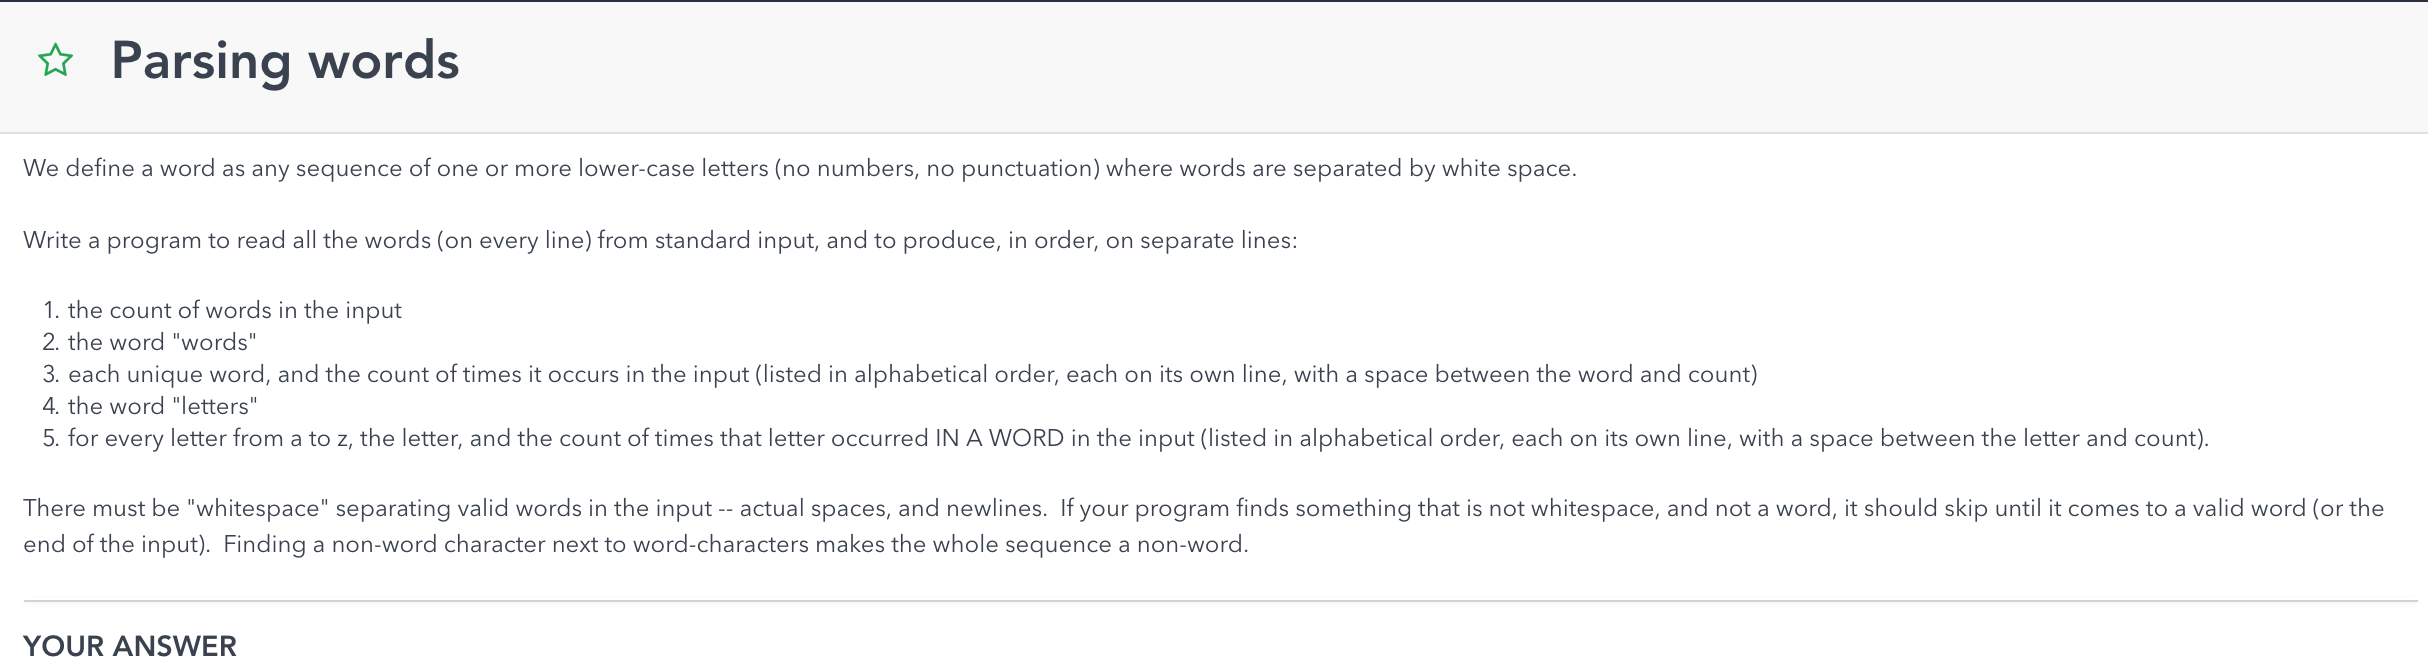 Parsing words
We define a word as any sequence of one or more lower-case letters (no numbers, no punctuation) where words are separated by white space.
Write a program to read all the words (on every line) from standard input, and to produce, in order, on separate lines:
1. the count of words in the input
2. the word "words"
3. each unique word, and the count of times it occurs in the input (listed in alphabetical order, each on its own line, with a space between the word and count)
4. the word "letters"
5. for every letter from a to z, the letter, and the count of times that letter occurred IN A WORD in the input (listed in alphabetical order, each on its own line, with a space between the letter and count).
There must be "whitespace" separating valid words in the input -- actual spaces, and newlines.  If your program finds something that is not whitespace, and not a word, it should skip until it comes to a valid word (or the
end of the input).  Finding a non-word character next to word-characters makes the whole sequence a non-word.
YOUR ANSWER